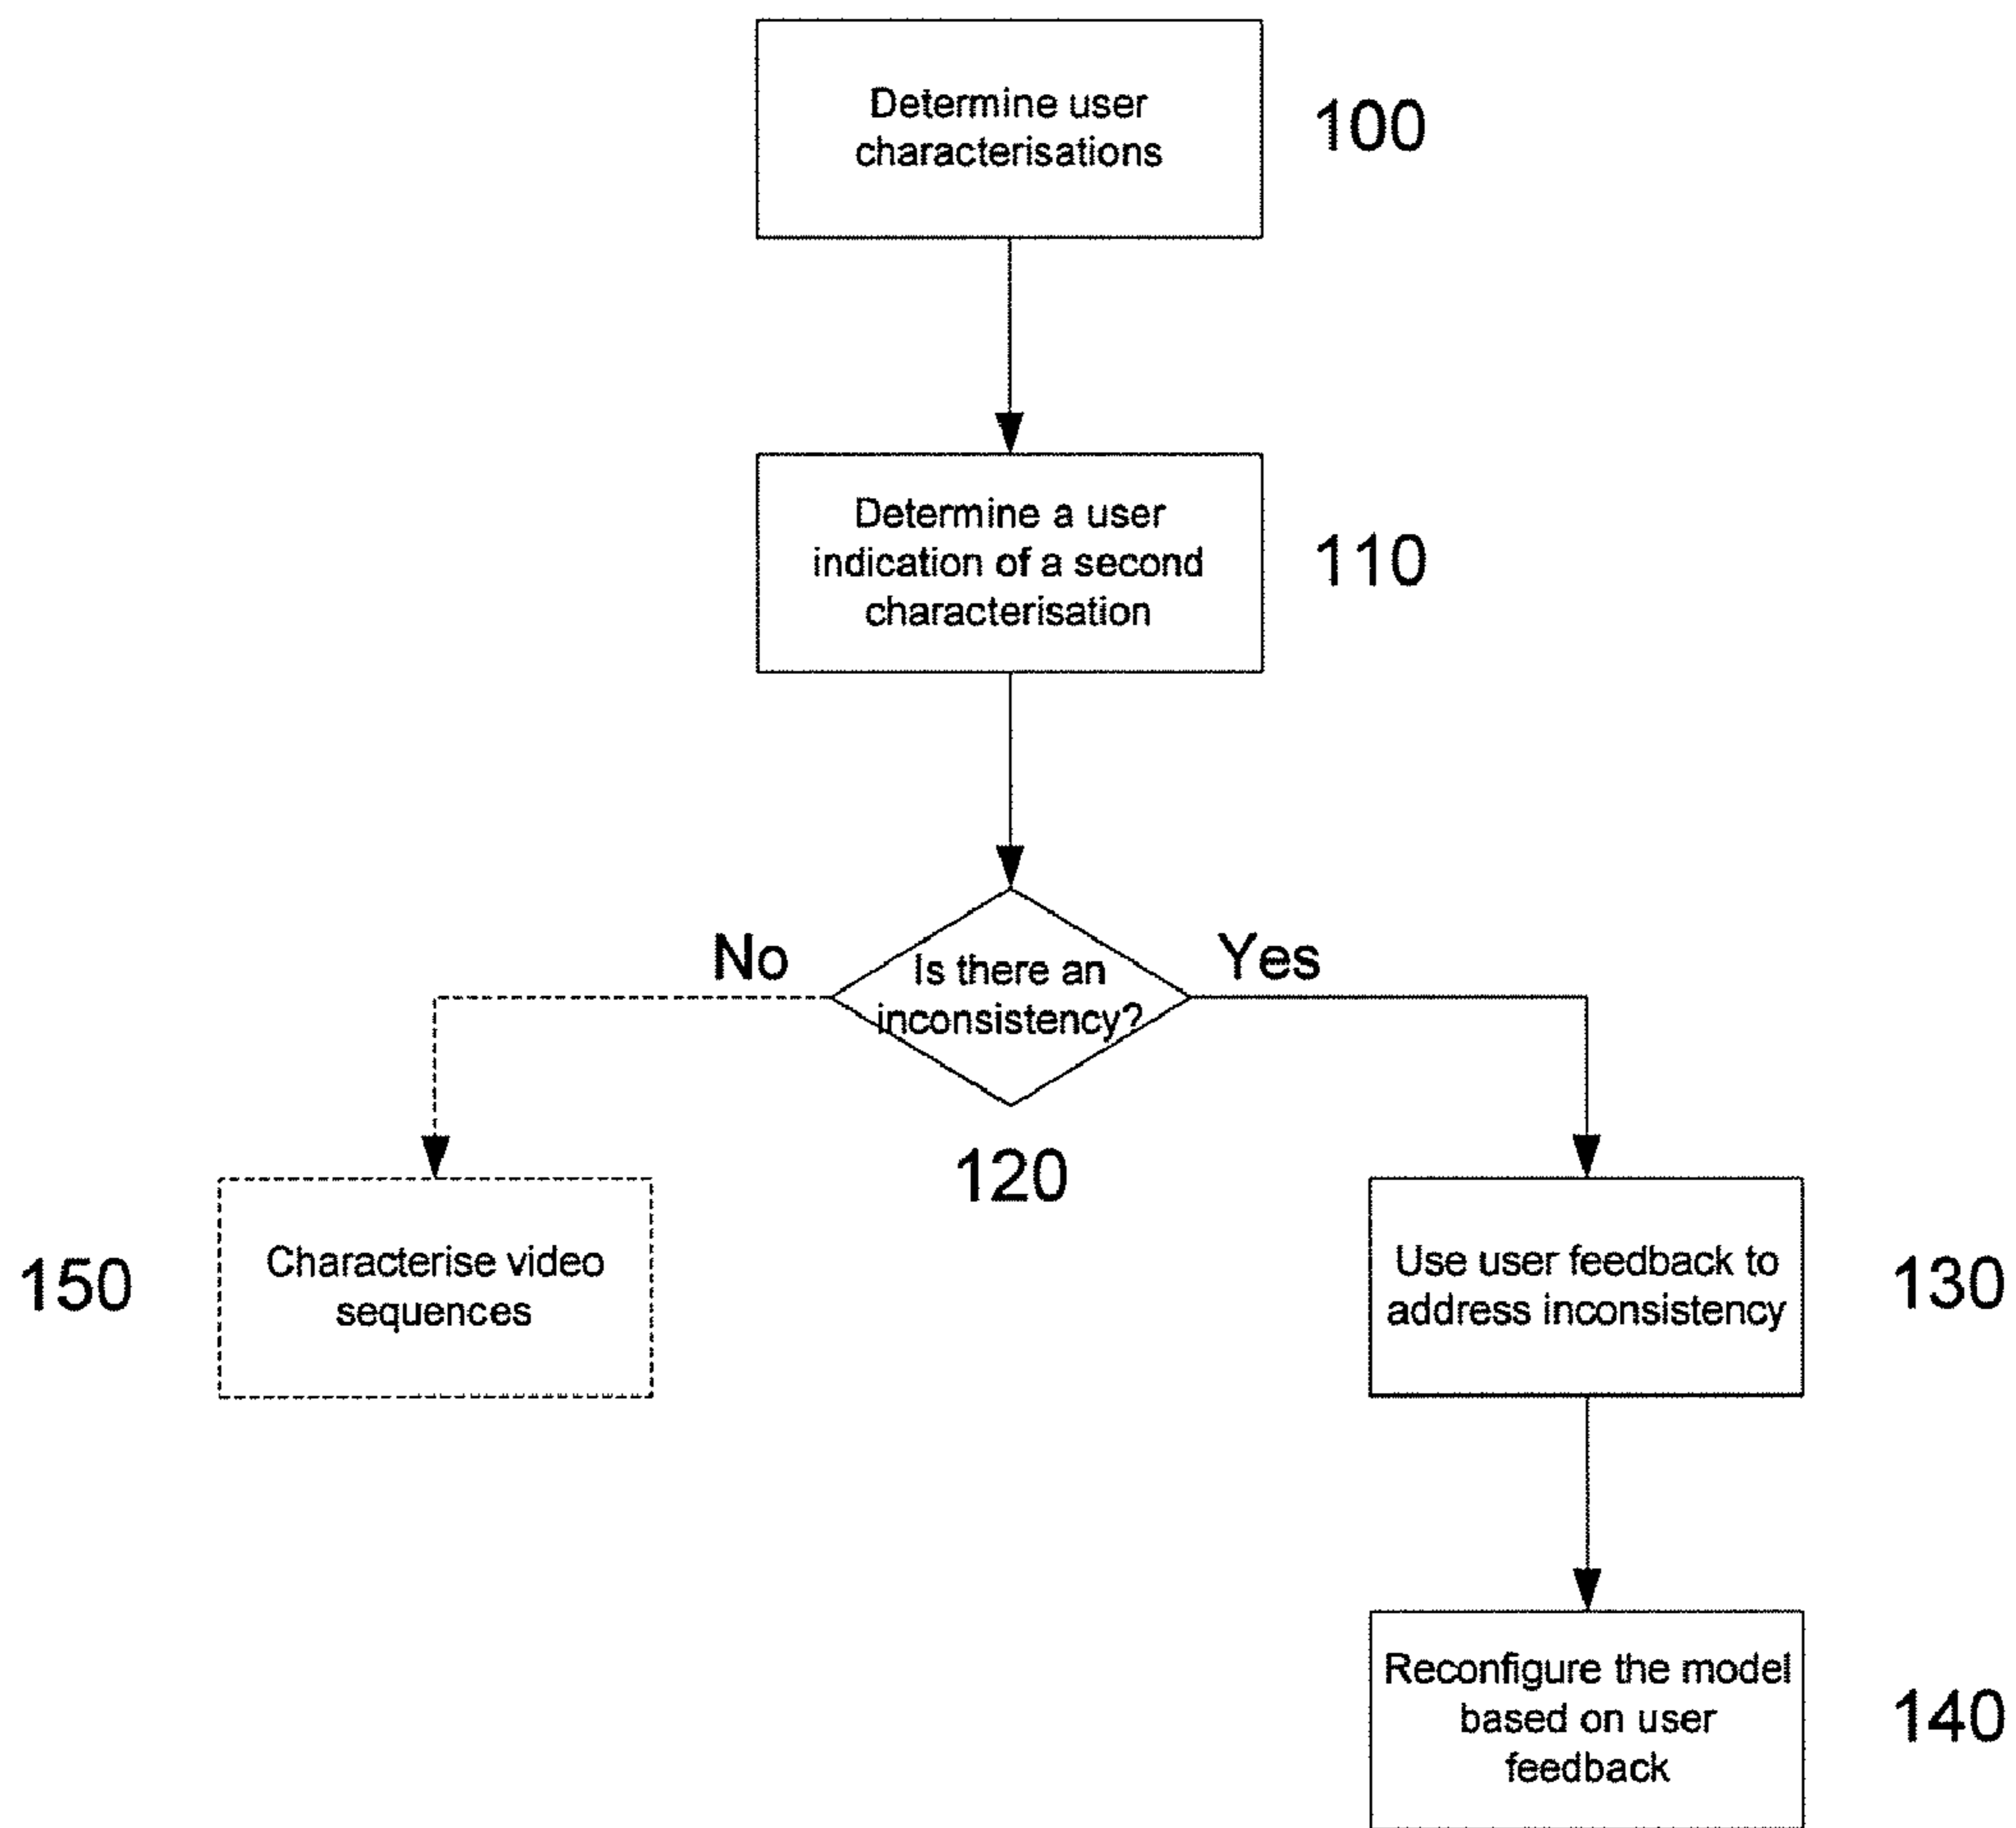 Determine user
characterisations
100
Determine a user
indication of a second
characterisation
110
No
Is there an
inconsistency?
Yes
120
150
Characterise video
sequences
Use user feedback to
address inconsistency
130
Reconfigure the model
based on user
feedback
140